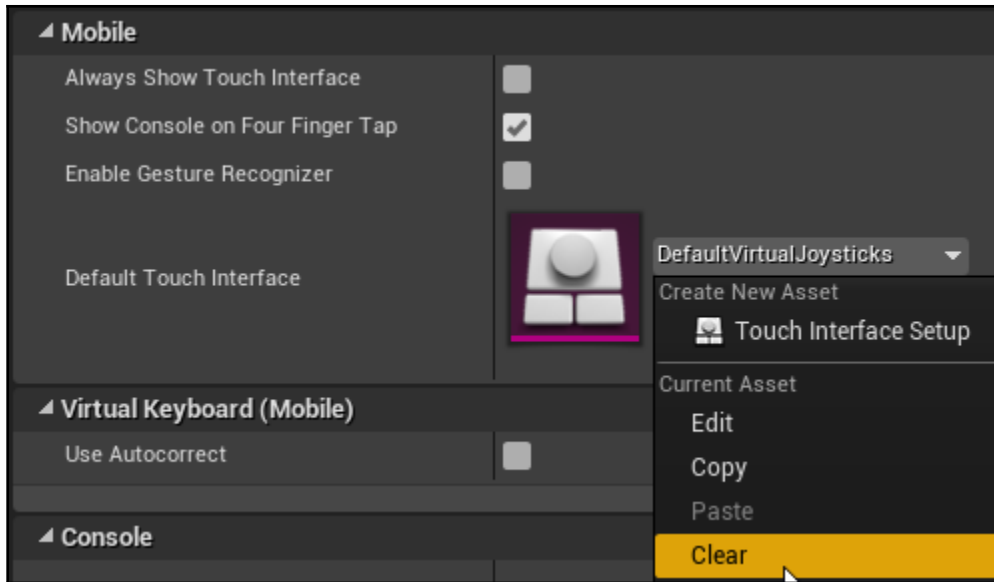 Mobile
Always Show Touch Interface
Show Console on Four Finger Tap
Enable Gesture Recognizer
Default Touch Interface
DefaultVirtualJoysticks
Create New Asset
Touch Interface Setup
Current Asset
Edit
Copy
Paste
Clear
Virtual Keyboard (Mobile)
Use Autocorrect
Console